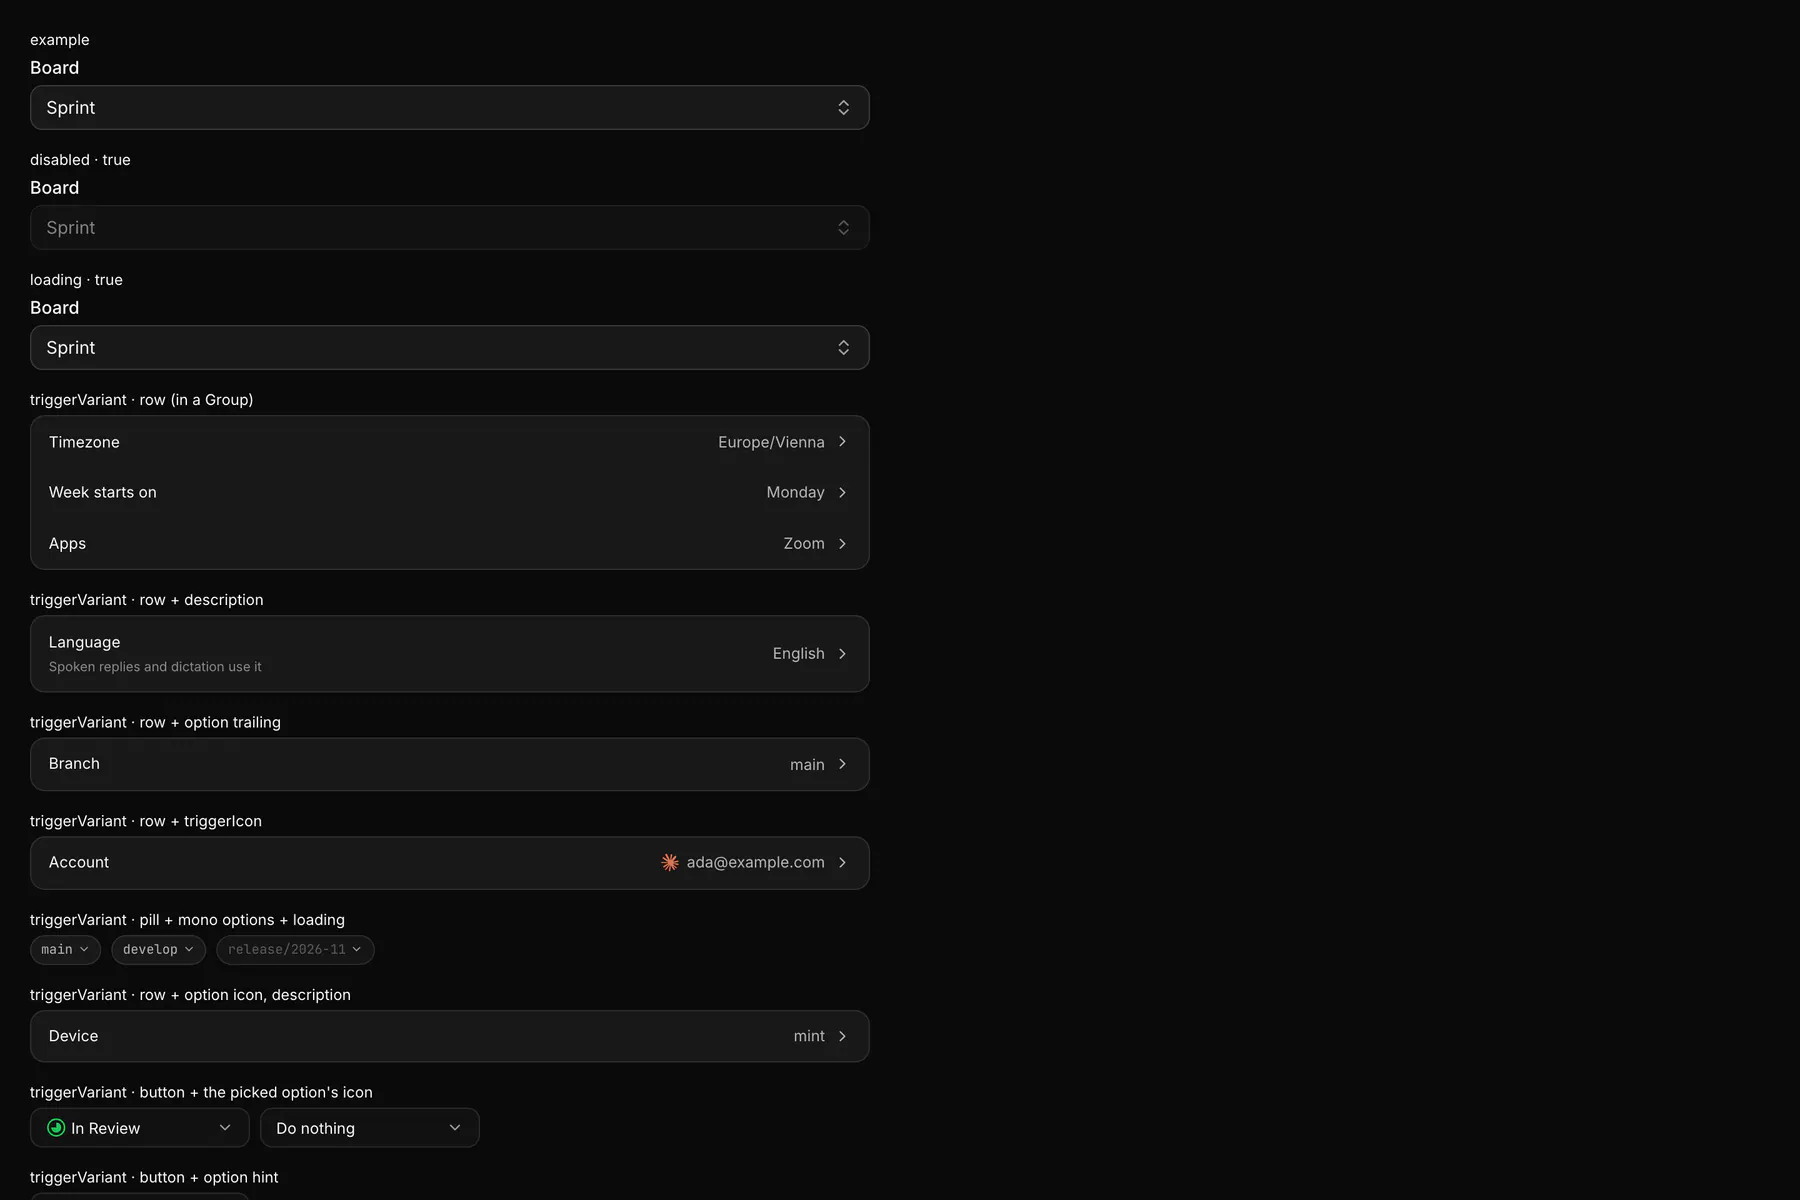 example
Board
Sprint
disabled · true
Board
Sprint
loading · true
Board
Sprint
triggerVariant · row (in a Group)
Timezone Europe/Vienna
Week starts on Monday
Apps Zoom
triggerVariant · row + description
Language English
Spoken replies and dictation use it
triggerVariant · row + option trailing
Branch main
triggerVariant · row + triggerIcon
Account ada@example.com
triggerVariant · pill + mono options + loading
main develop release/2026-11
triggerVariant · row + option icon, description
Device mint
triggerVariant · button + the picked option's icon
In Review Do nothing
triggerVariant · button + option hint